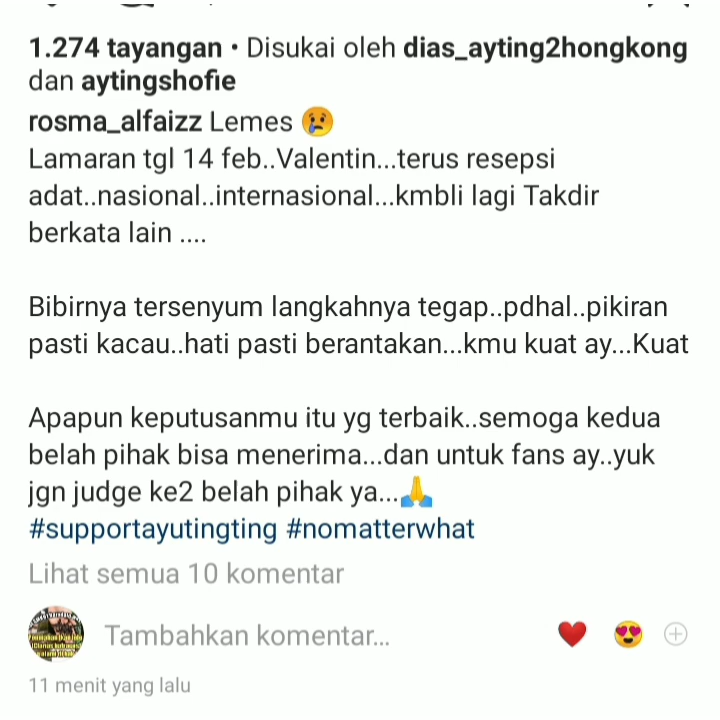 1.274 tayangan • Disukai oleh dias_ayting2hongkong
dan aytingshofie
rosma_alfaizz Lemes 😢
Lamaran tgl 14 feb..Valentin...terus resepsi
adat..nasional..internasional...kmbli lagi Takdir
berkata lain ....
Bibirnya tersenyum langkahnya tegap..pdhal..pikiran
pasti kacau..hati pasti berantakan...kmu kuat ay...Kuat
Apapun keputusanmu itu yg terbaik..semoga kedua
belah pihak bisa menerima...dan untuk fans ay..yuk
jgn judge ke2 belah pihak ya...🙏
#supportayutingting #nomatterwhat
Lihat semua 10 komentar
Tambahkan komentar...
11 menit yang lalu